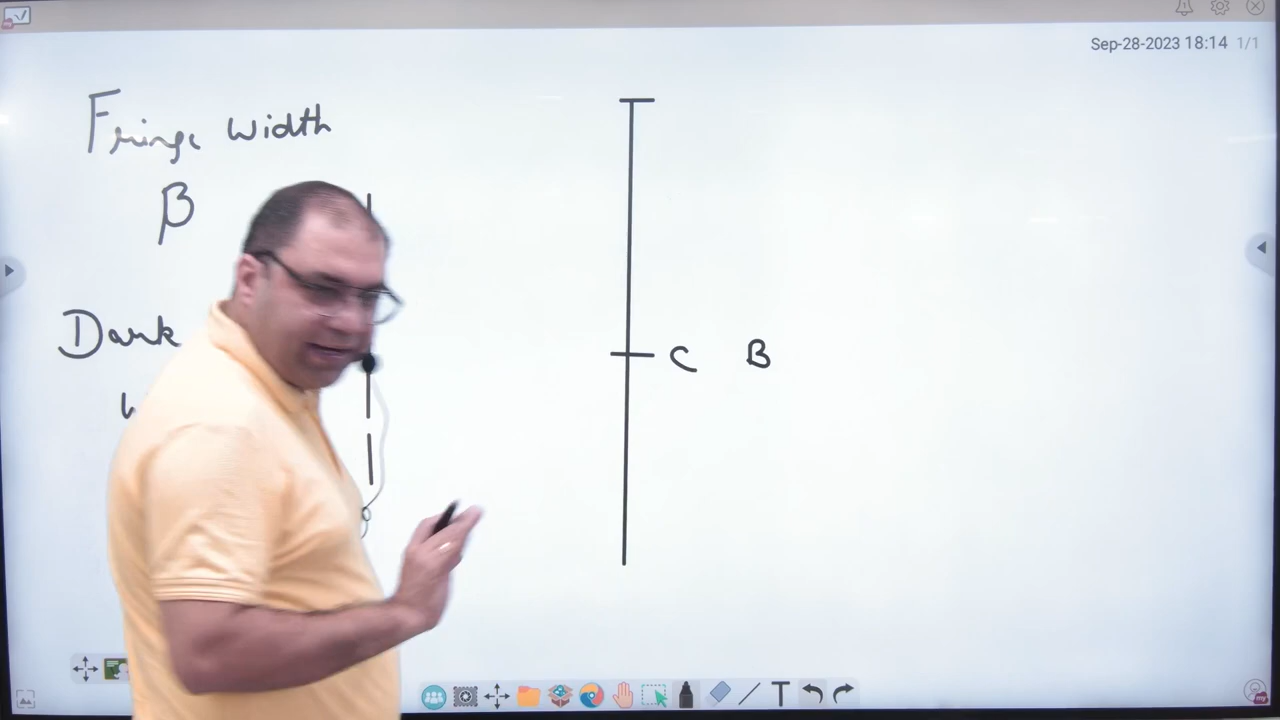 Sep-28-2023 18:14 1/1
Fringe width
β
Dark
C B
T